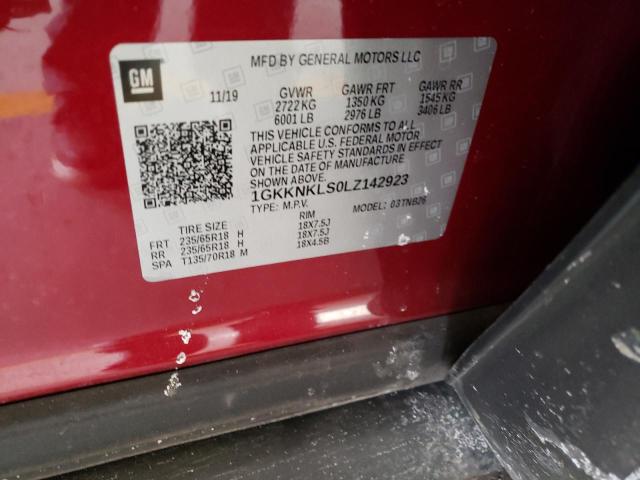 GM
MFD BY GENERAL MOTORS LLC
11/19 GVWR GAWR FRT GAWR RR
2722 KG 1350 KG 1545 KG
6001 LB 2976 LB 3406 LB
THIS VEHICLE CONFORMS TO ALL
APPLICABLE U.S. FEDERAL MOTOR
VEHICLE SAFETY STANDARDS IN EFFECT
ON THE DATE OF MANUFACTURE
SHOWN ABOVE.
1GKKNKLS0LZ142923
TYPE: M.P.V. MODEL: 03TNB26
TIRE SIZE RIM
FRT 235/65R18 H 18X7.5J
RR 235/65R18 H 18X7.5J
SPA T135/70R18 M 18X4.5B